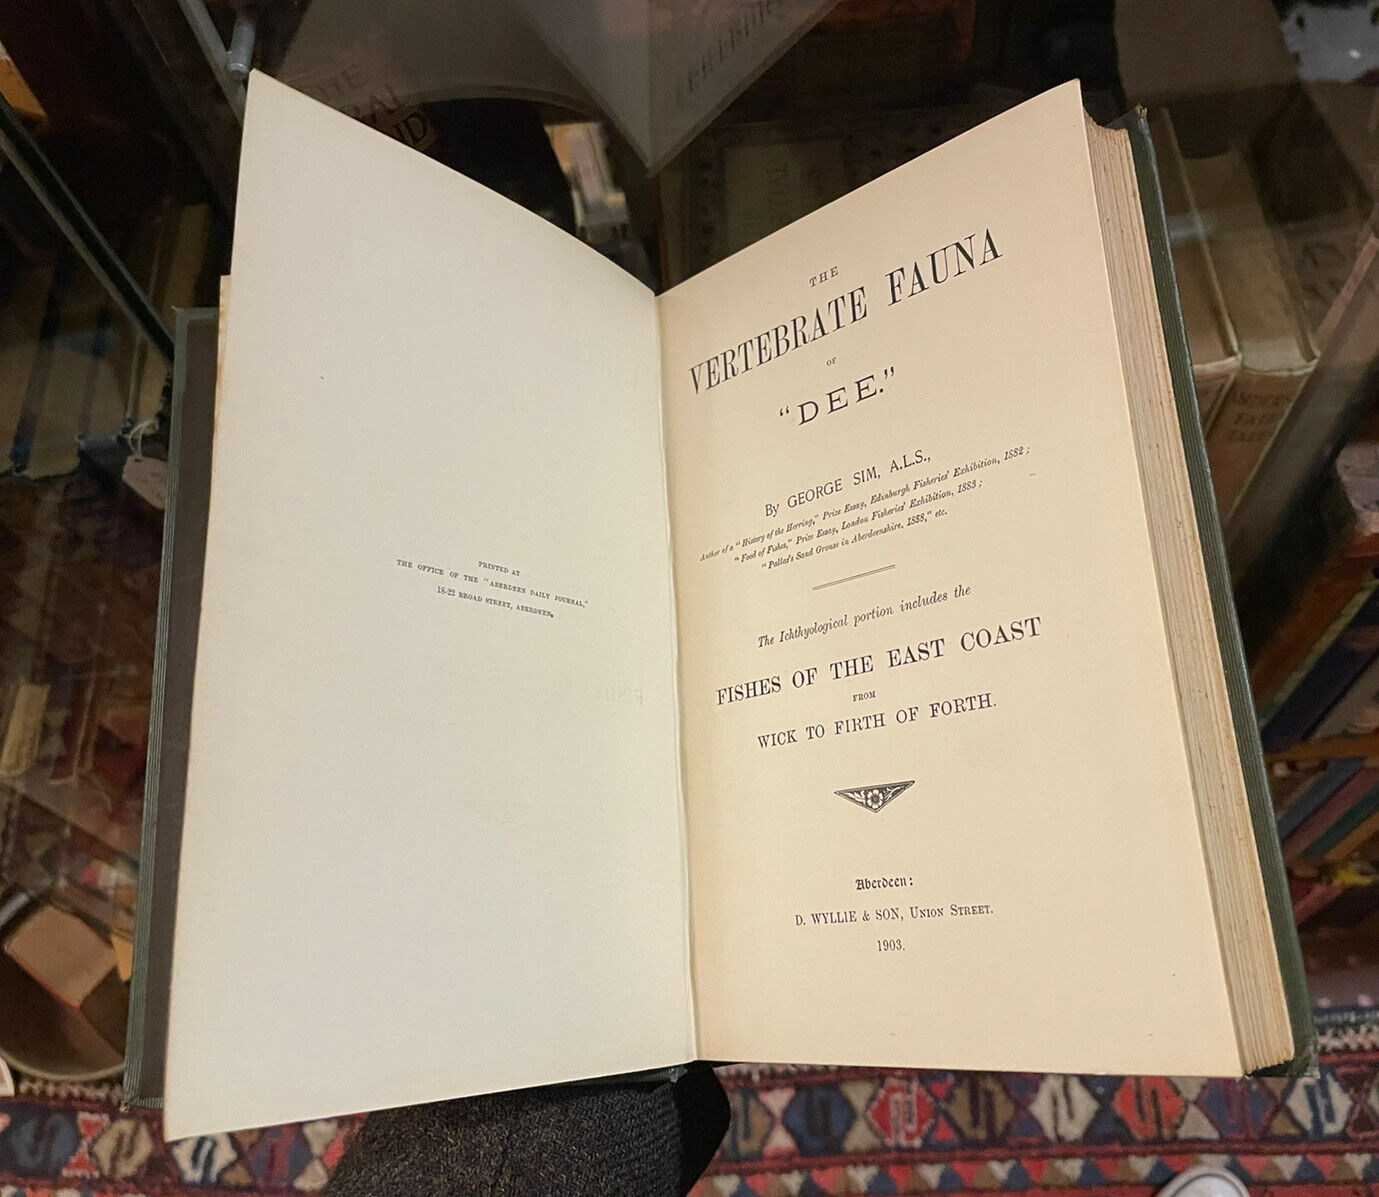 PRINTED AT
THE OFFICE OF THE "ABERDEEN DAILY JOURNAL,"
18-22 BROAD STREET, ABERDEEN.
THE
VERTEBRATE FAUNA
OF
"DEE."
By GEORGE SIM, A.L.S.,
Author of a "History of the Herring," Prize Essay, Edinburgh Fisheries' Exhibition, 1882;
"Food of Fishes," Prize Essay, London Fisheries' Exhibition, 1883;
"Pallas's Sand Grouse in Aberdeenshire, 1888," etc.
The Ichthyological portion includes the
FISHES OF THE EAST COAST
FROM
WICK TO FIRTH OF FORTH.
Aberdeen:
D. WYLLIE & SON, UNION STREET.
1903.
FAIRY
TALES